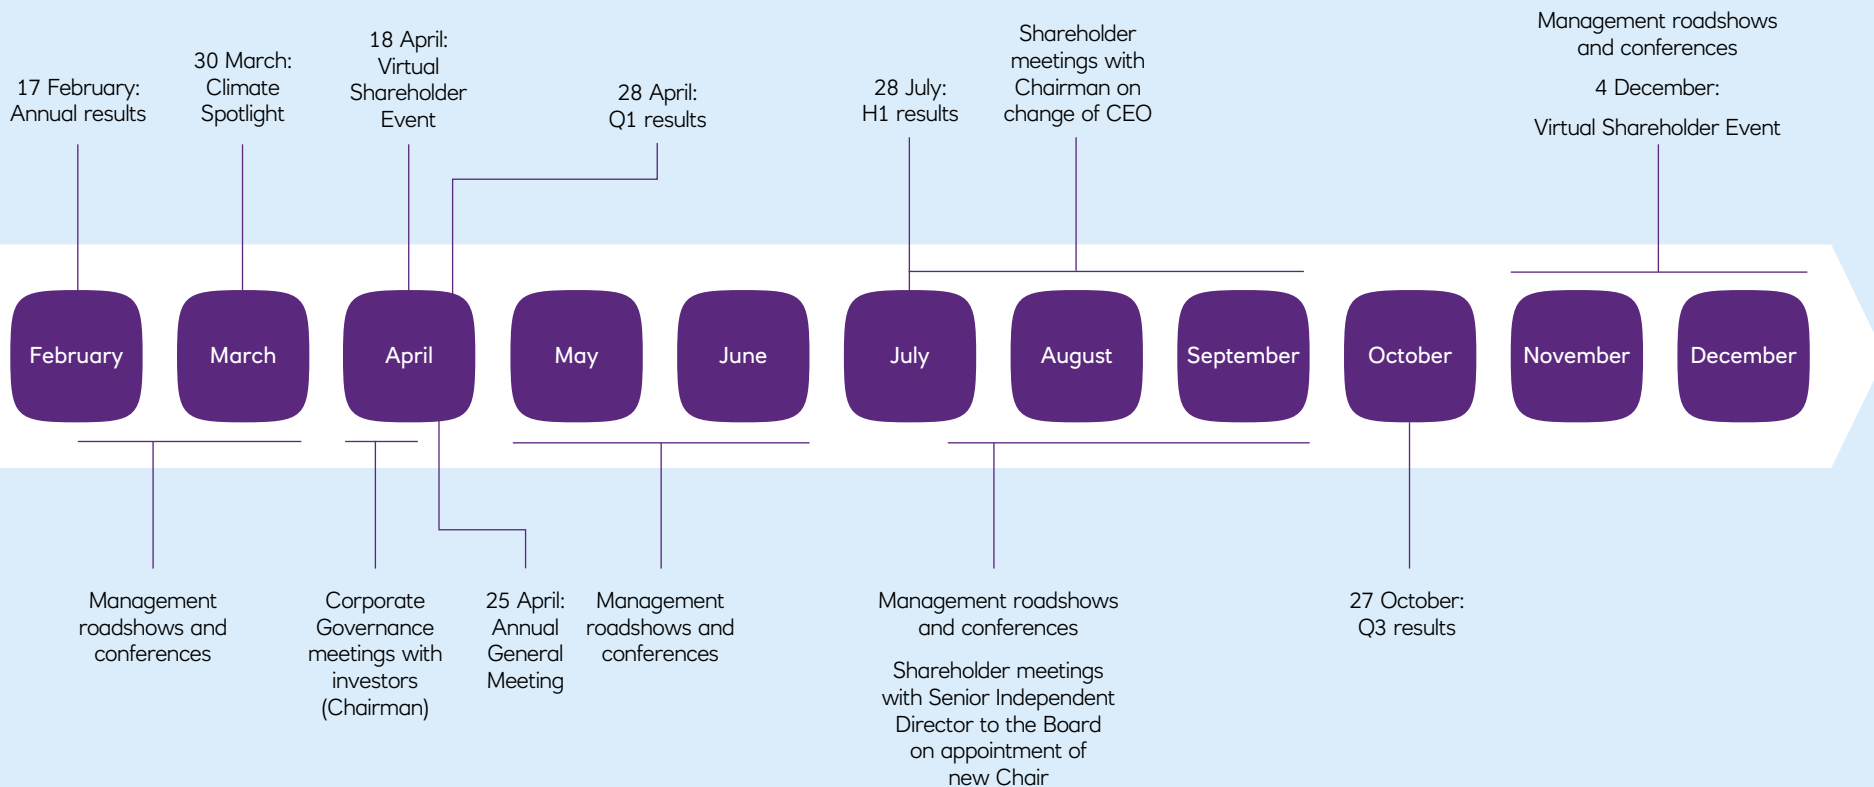 17 February:
Annual results
30 March:
Climate
Spotlight
18 April:
Virtual
Shareholder
Event
28 April:
Q1 results
28 July:
H1 results
Shareholder
meetings with
Chairman on
change of CEO
Management roadshows
and conferences
4 December:
Virtual Shareholder Event
February
March
April
May
June
July
August
September
October
November
December
Management
roadshows and
conferences
Corporate
Governance
meetings with
investors
(Chairman)
25 April:
Annual
General
Meeting
Management
roadshows and
conferences
Management roadshows
and conferences
Shareholder meetings
with Senior Independent
Director to the Board
on appointment of
new Chair
27 October:
Q3 results